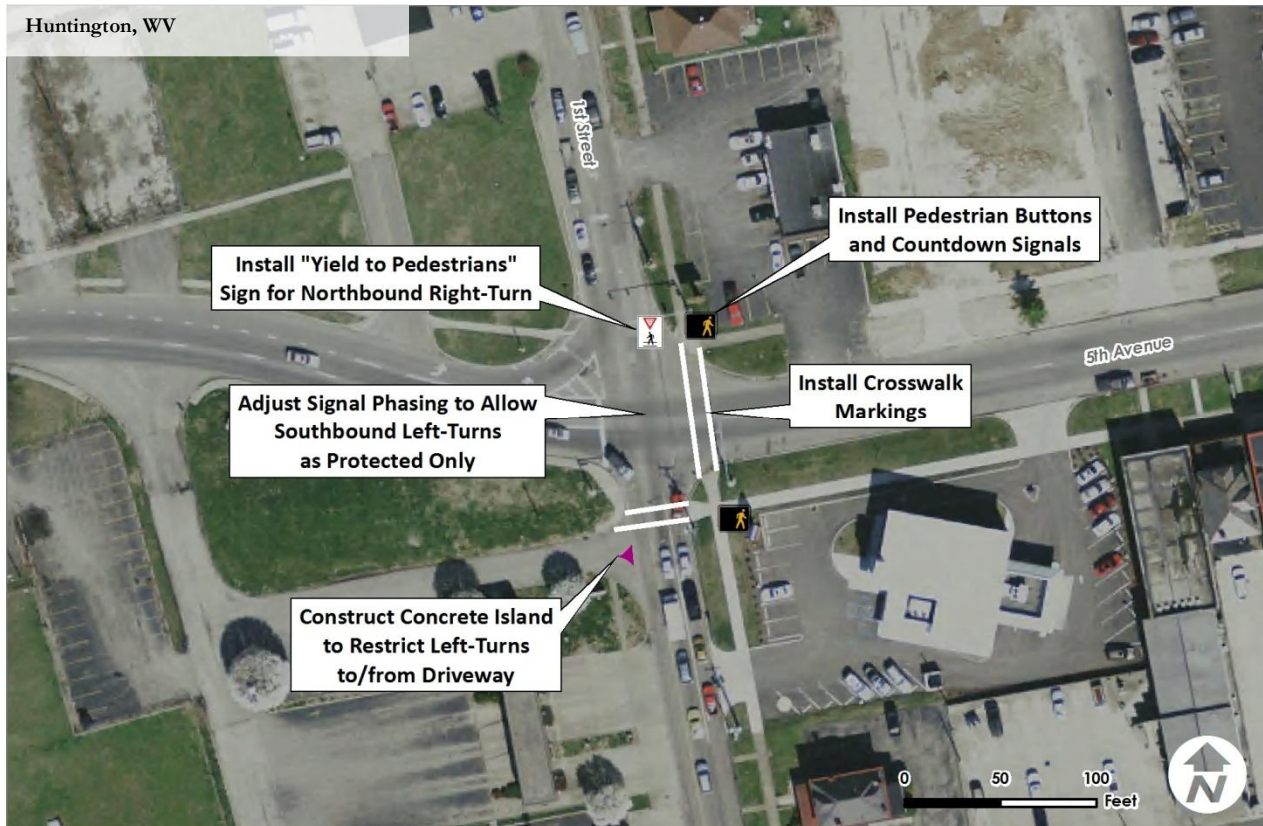 Huntington, WV
1st Street
Install Pedestrian Buttons
and Countdown Signals
Install "Yield to Pedestrians"
Sign for Northbound Right-Turn
5th Avenue
Adjust Signal Phasing to Allow
Southbound Left-Turns
as Protected Only
Install Crosswalk
Markings
Construct Concrete Island
to Restrict Left-Turns
to/from Driveway
0 50 100
Feet
N